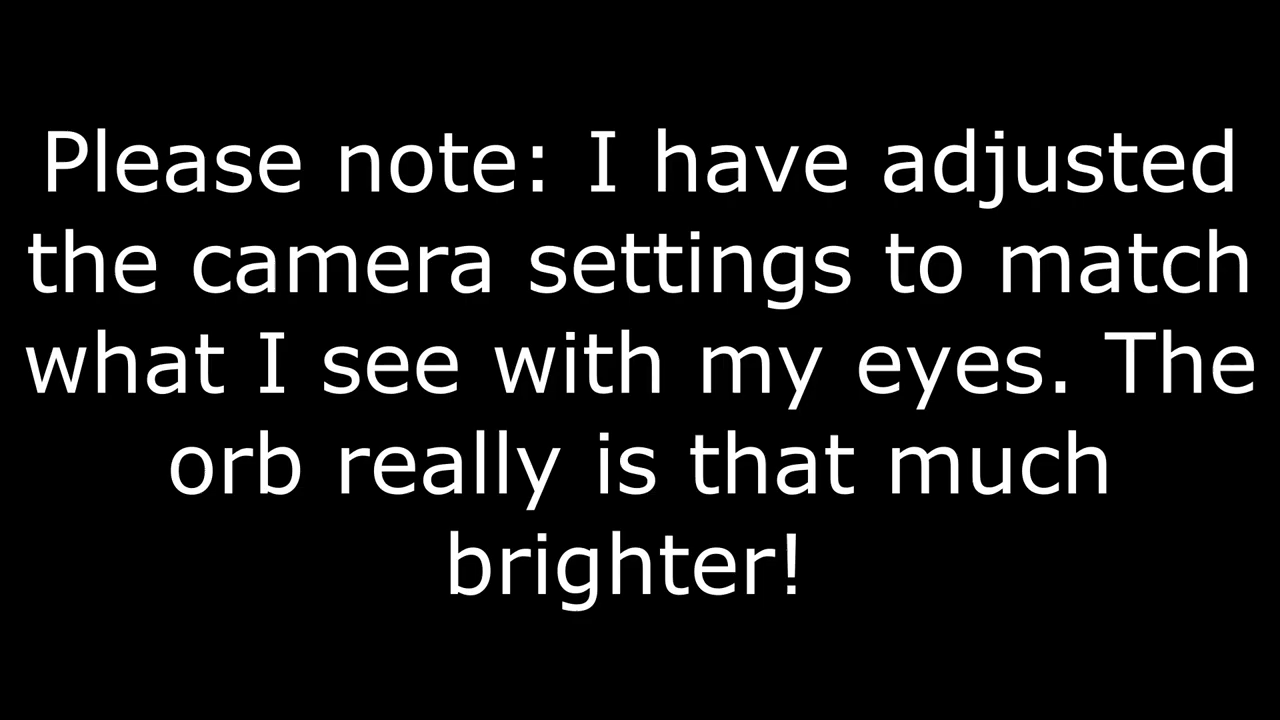 Please note: I have adjusted
the camera settings to match
what I see with my eyes. The
orb really is that much
brighter!